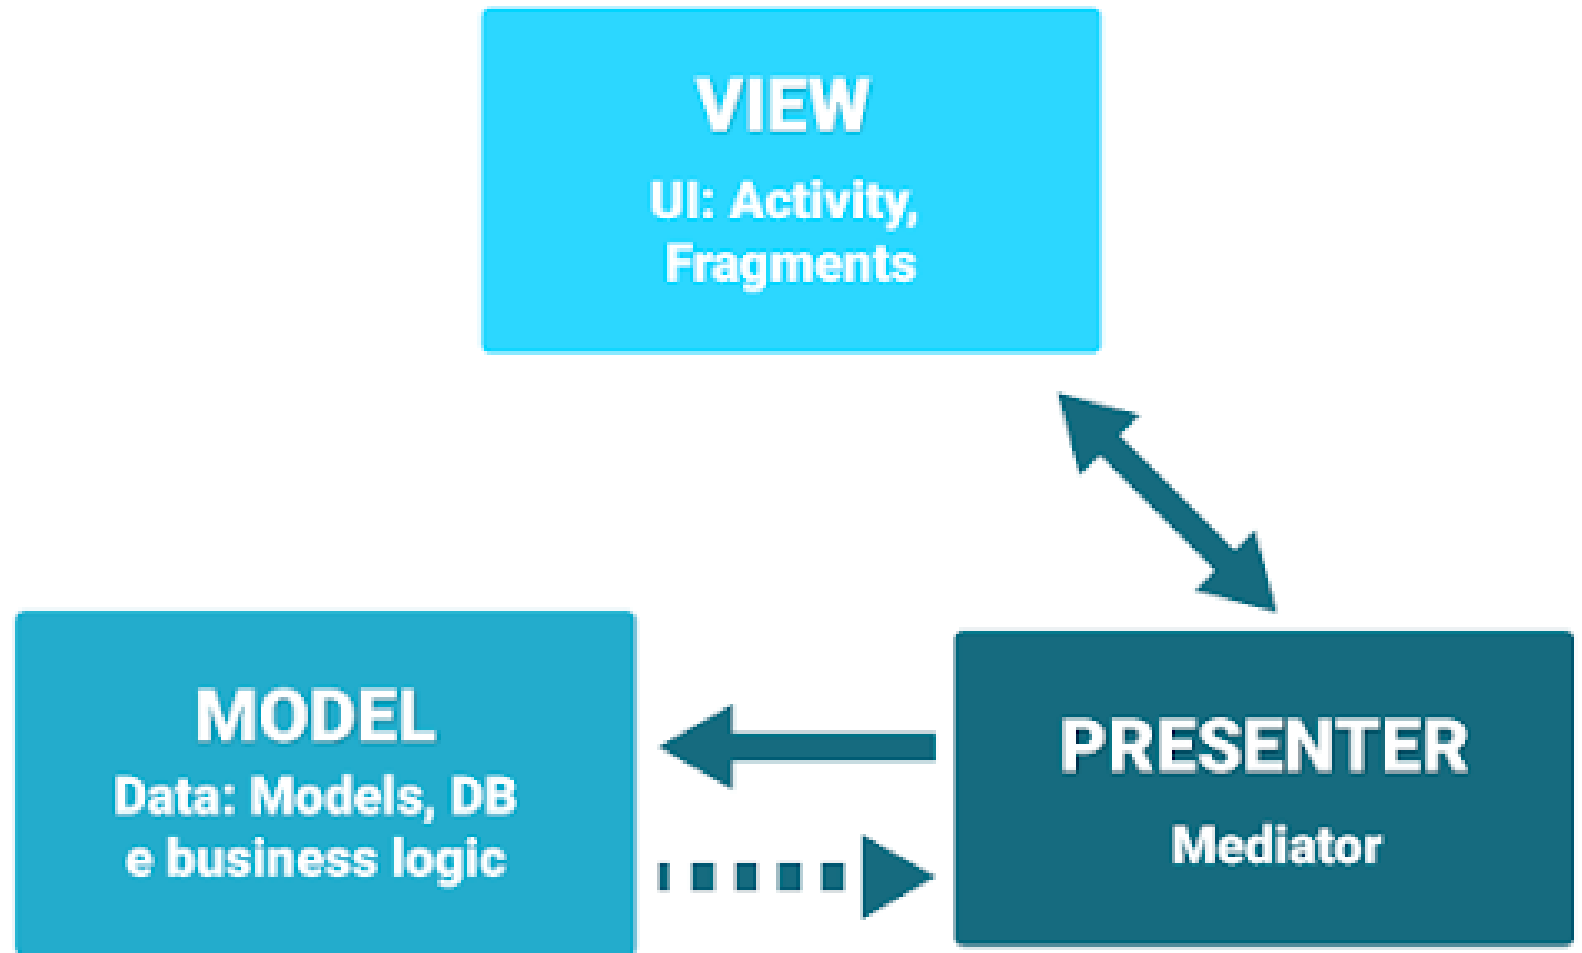 VIEW
UI: Activity,
Fragments
MODEL
Data: Models, DB
e business logic
PRESENTER
Mediator